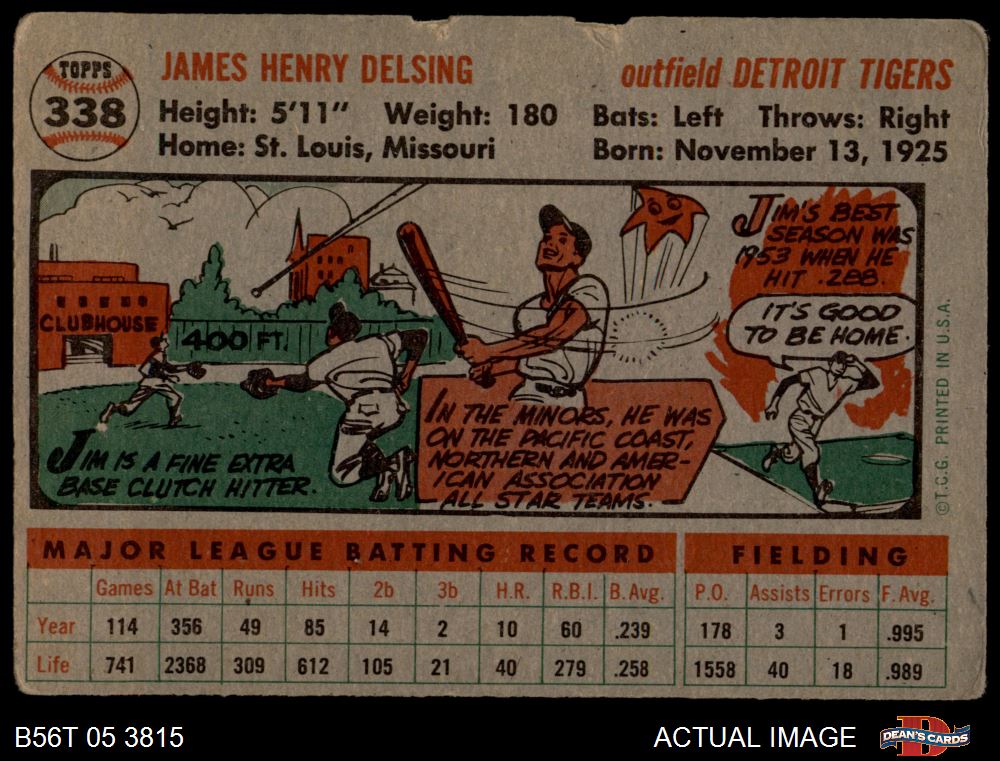 TOPPS
338
JAMES HENRY DELSING
outfield DETROIT TIGERS
Height: 5'11" Weight: 180 Bats: Left Throws: Right
Home: St. Louis, Missouri Born: November 13, 1925
CLUBHOUSE
400 FT.
JIM IS A FINE EXTRA
BASE CLUTCH HITTER.
IN THE MINORS, HE WAS
ON THE PACIFIC COAST,
NORTHERN AND AMER-
ICAN ASSOCIATION
ALL STAR TEAMS.
JIM'S BEST
SEASON WAS
1953 WHEN HE
HIT .288.
IT'S GOOD
TO BE HOME.
©T.C.G. PRINTED IN U.S.A.
MAJOR LEAGUE BATTING RECORD FIELDING
Games At Bat Runs Hits 2b 3b H.R. R.B.I. B.Avg. P.O. Assists Errors F.Avg.
Year 114 356 49 85 14 2 10 60 .239 178 3 1 .995
Life 741 2368 309 612 105 21 40 279 .258 1558 40 18 .989
B56T 05 3815 ACTUAL IMAGE
D
DEAN'S CARDS